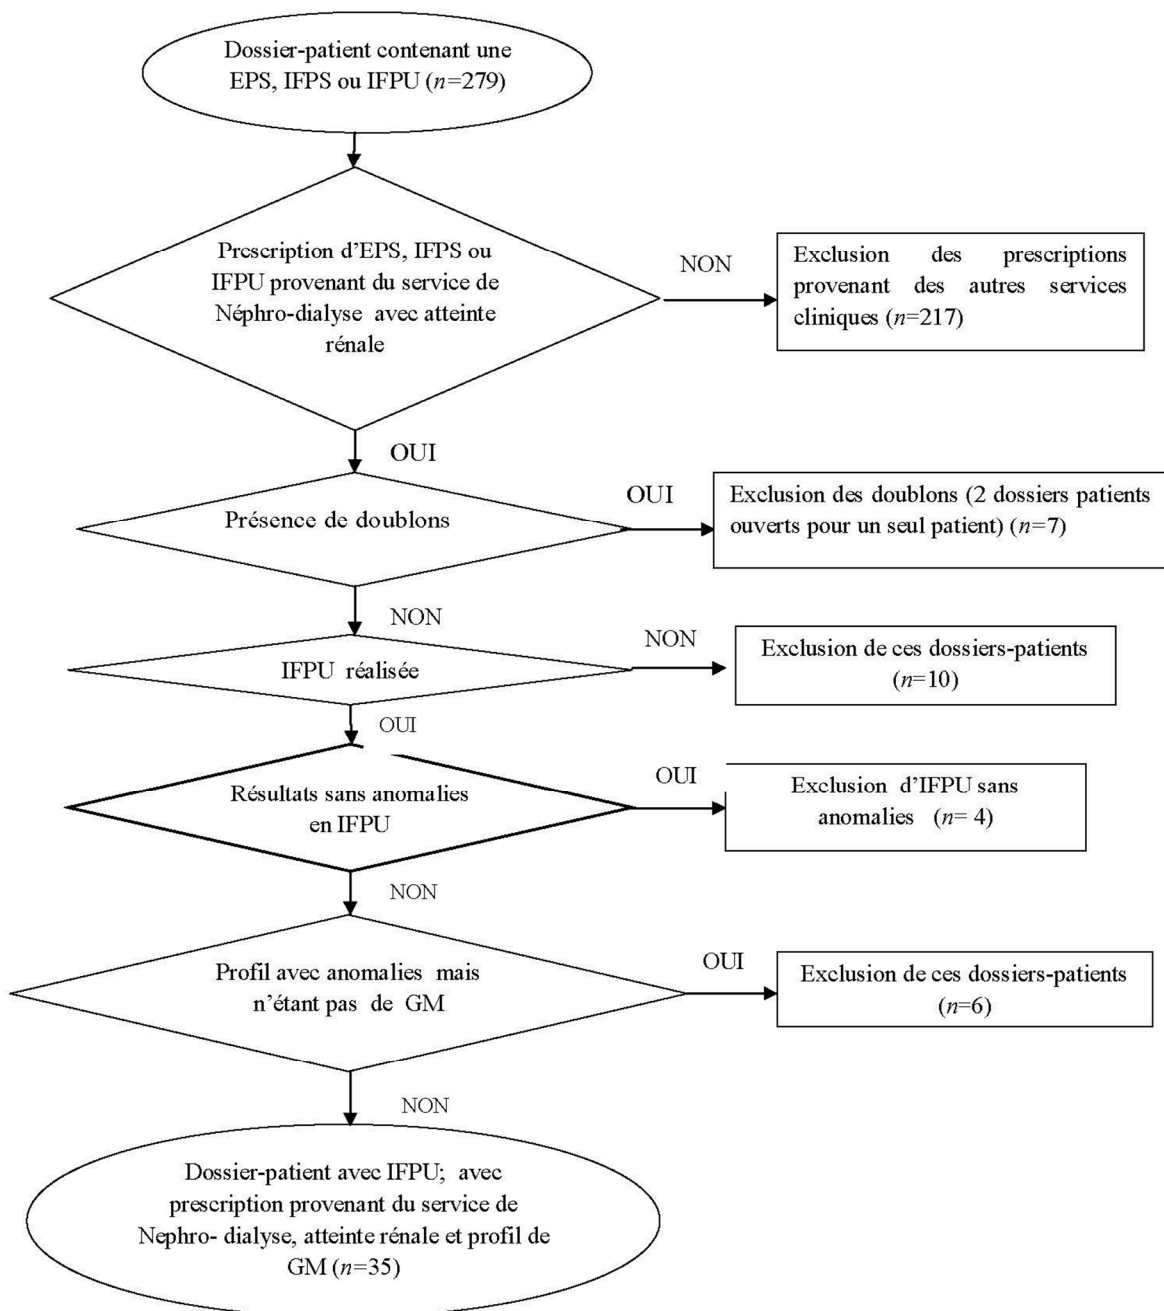 Dossier-patient contenant une
EPS, IFPS ou IFPU (n=279)
Prescription d'EPS, IFPS ou
IFPU provenant du service de
Néphro-dialyse avec atteinte
rénale
NON
Exclusion des prescriptions
provenant des autres services
cliniques (n=217)
OUI
Présence de doublons
OUI
Exclusion des doublons (2 dossiers patients
ouverts pour un seul patient) (n=7)
NON
IFPU réalisée
NON
Exclusion de ces dossiers-patients
(n=10)
OUI
Résultats sans anomalies
en IFPU
OUI
Exclusion d'IFPU sans
anomalies (n= 4)
NON
Profil avec anomalies mais
n'étant pas de GM
OUI
Exclusion de ces dossiers-patients
(n=6)
NON
Dossier-patient avec IFPU; avec
prescription provenant du service de
Nephro- dialyse, atteinte rénale et profil de
GM (n=35)